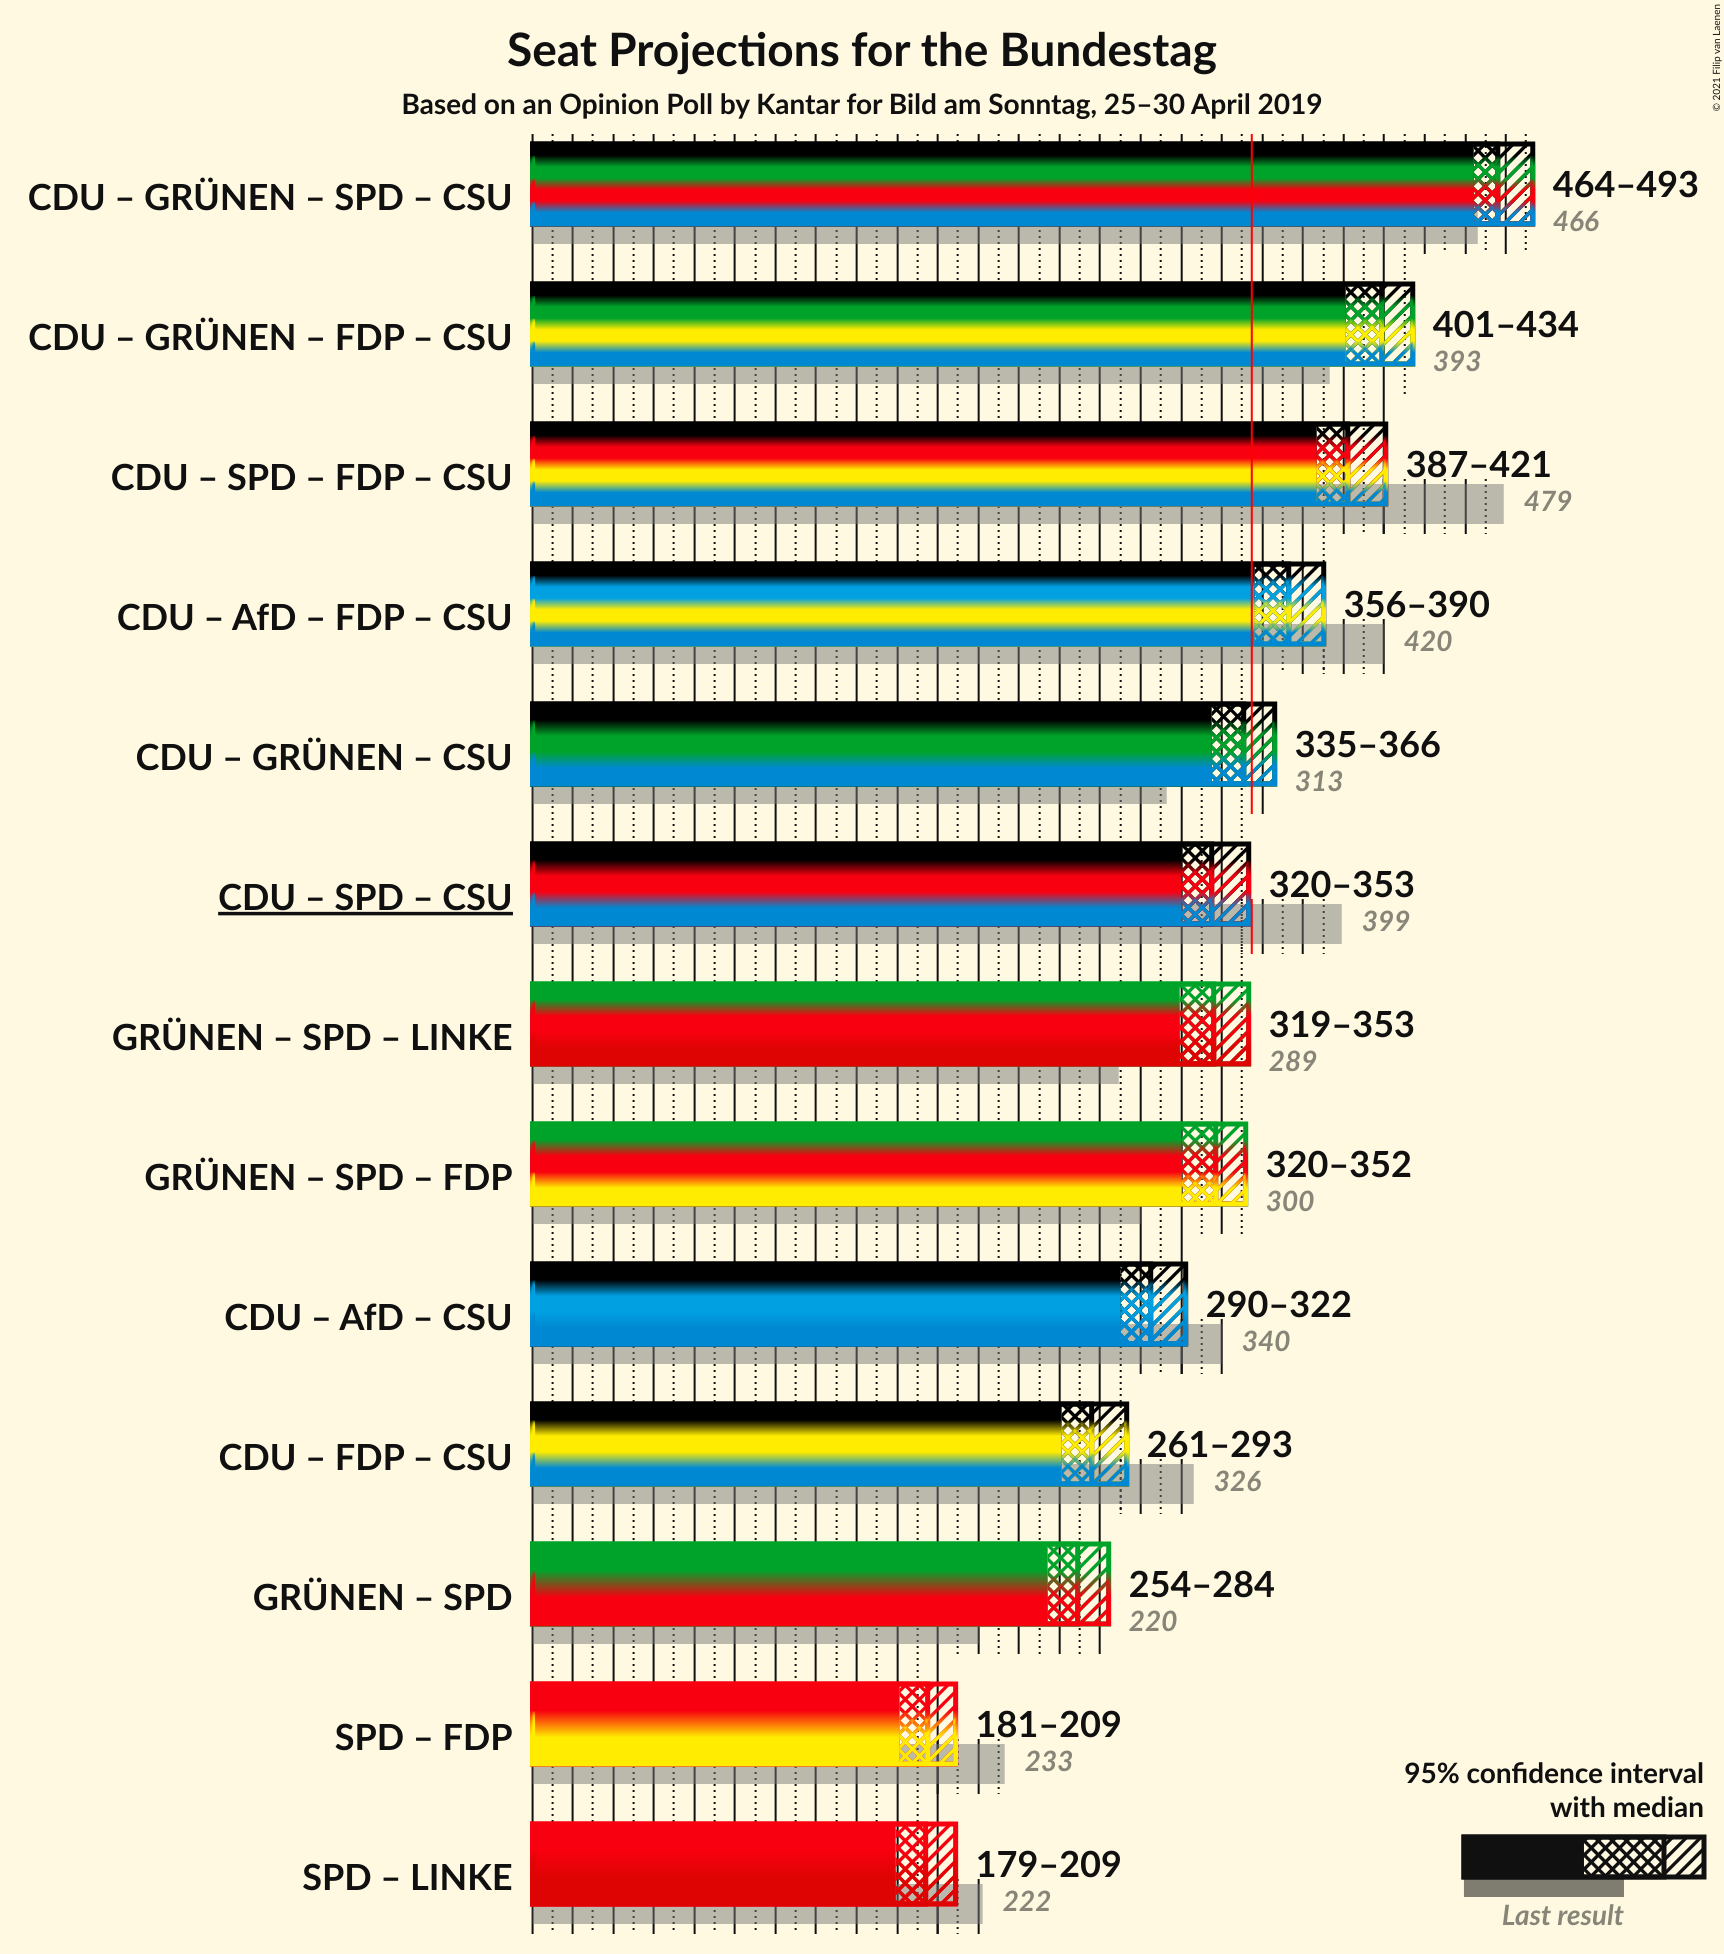 Seat Projections for the Bundestag
Based on an Opinion Poll by Kantar for Bild am Sonntag, 25–30 April 2019
© 2021 Filip van Laenen
CDU – GRÜNEN – SPD – CSU
464–493
466
CDU – GRÜNEN – FDP – CSU
401–434
393
CDU – SPD – FDP – CSU
387–421
479
CDU – AfD – FDP – CSU
356–390
420
CDU – GRÜNEN – CSU
335–366
313
CDU – SPD – CSU
320–353
399
GRÜNEN – SPD – LINKE
319–353
289
GRÜNEN – SPD – FDP
320–352
300
CDU – AfD – CSU
290–322
340
CDU – FDP – CSU
261–293
326
GRÜNEN – SPD
254–284
220
SPD – FDP
181–209
233
SPD – LINKE
179–209
222
95% confidence interval
with median
Last result